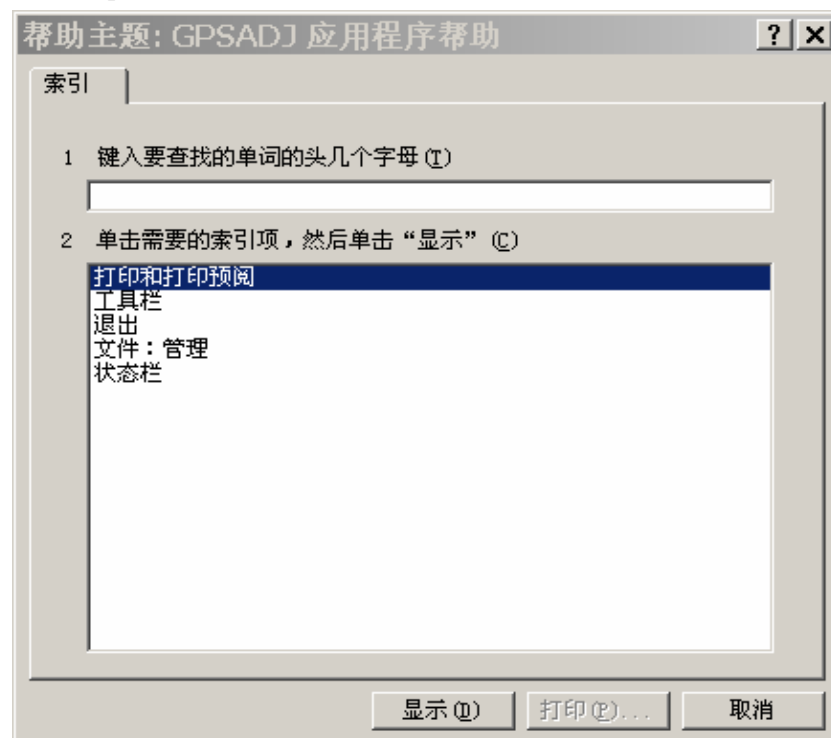 帮助主题: GPSADJ 应用程序帮助
索引
1 键入要查找的单词的头几个字母(T)
2 单击需要的索引项，然后单击“显示”(C)
打印和打印预阅
工具栏
退出
文件：管理
状态栏
显示(D) 打印(P)... 取消